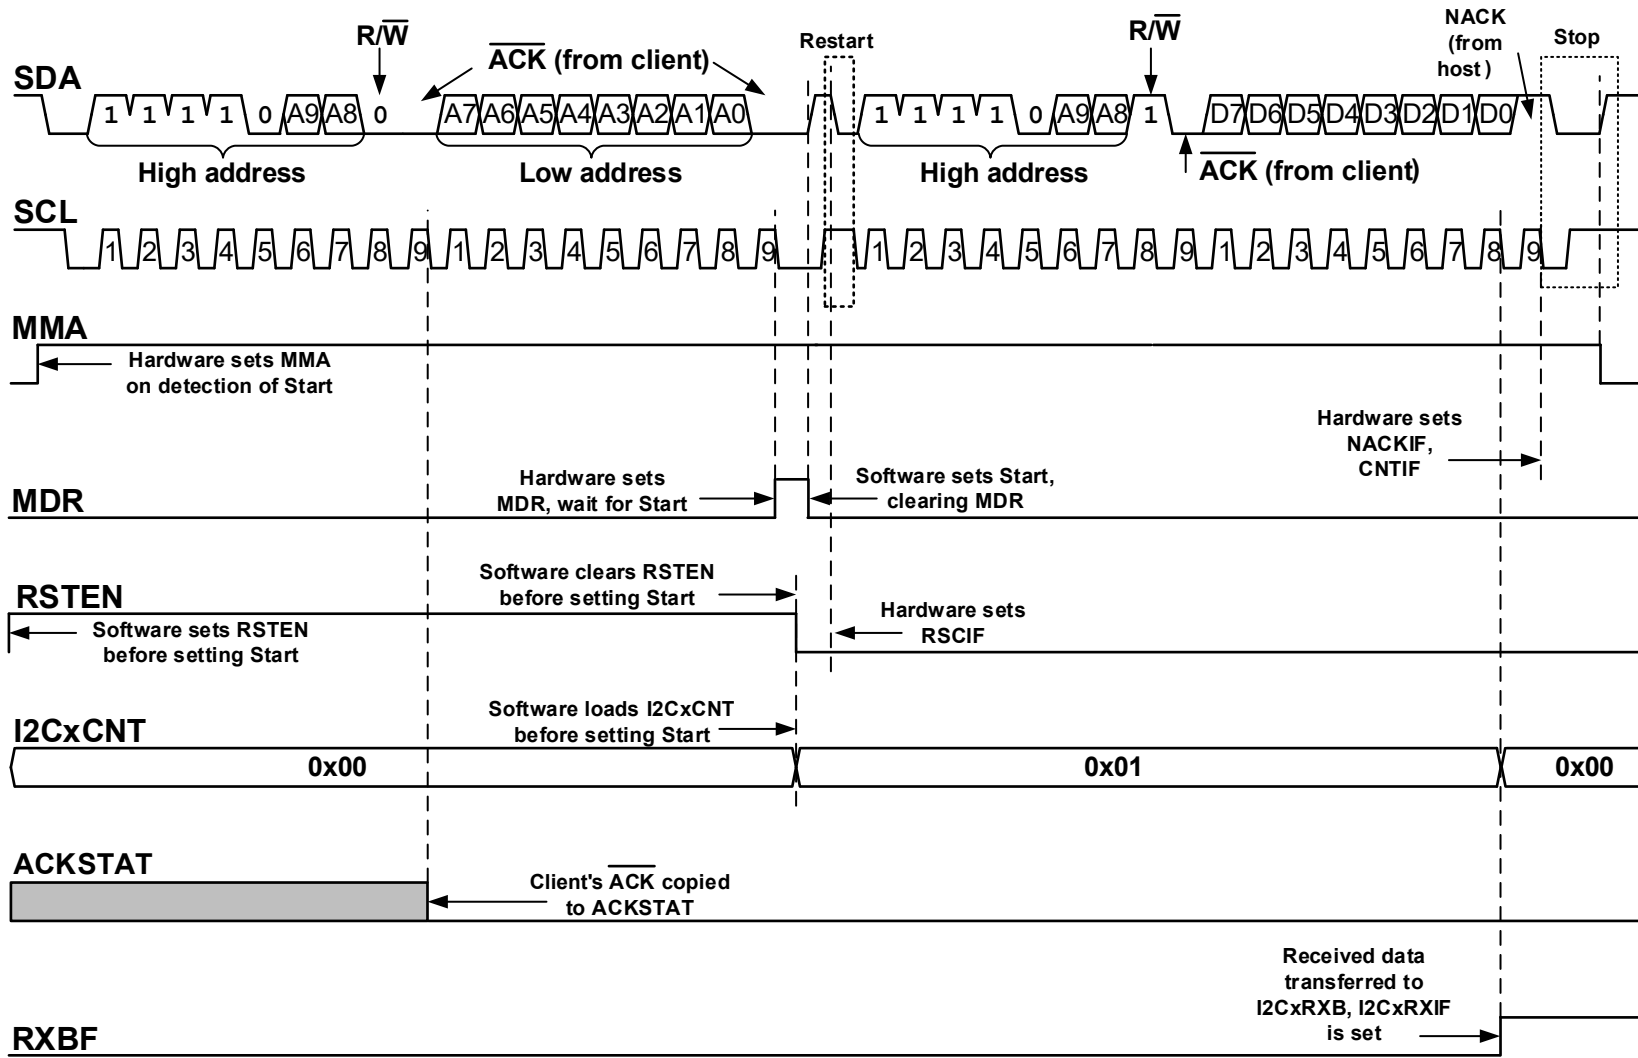 R/W
ACK (from client)
Restart
R/W
NACK
(from
host )
Stop
SDA
1 1 1 1 0 A9 A8 0 A7 A6 A5 A4 A3 A2 A1 A0 1 1 1 1 0 A9 A8 1 D7 D6 D5 D4 D3 D2 D1 D0
High address
Low address
High address
ACK (from client)
SCL
1 2 3 4 5 6 7 8 9 1 2 3 4 5 6 7 8 9 1 2 3 4 5 6 7 8 9 1 2 3 4 5 6 7 8 9
MMA
Hardware sets MMA
on detection of Start
Hardware sets
NACKIF,
CNTIF
MDR
Hardware sets
MDR, wait for Start
Software sets Start,
clearing MDR
RSTEN
Software sets RSTEN
before setting Start
Software clears RSTEN
before setting Start
Hardware sets
RSCIF
I2CxCNT
Software loads I2CxCNT
before setting Start
0x00
0x01
0x00
ACKSTAT
Client's ACK copied
to ACKSTAT
RXBF
Received data
transferred to
I2CxRXB, I2CxRXIF
is set